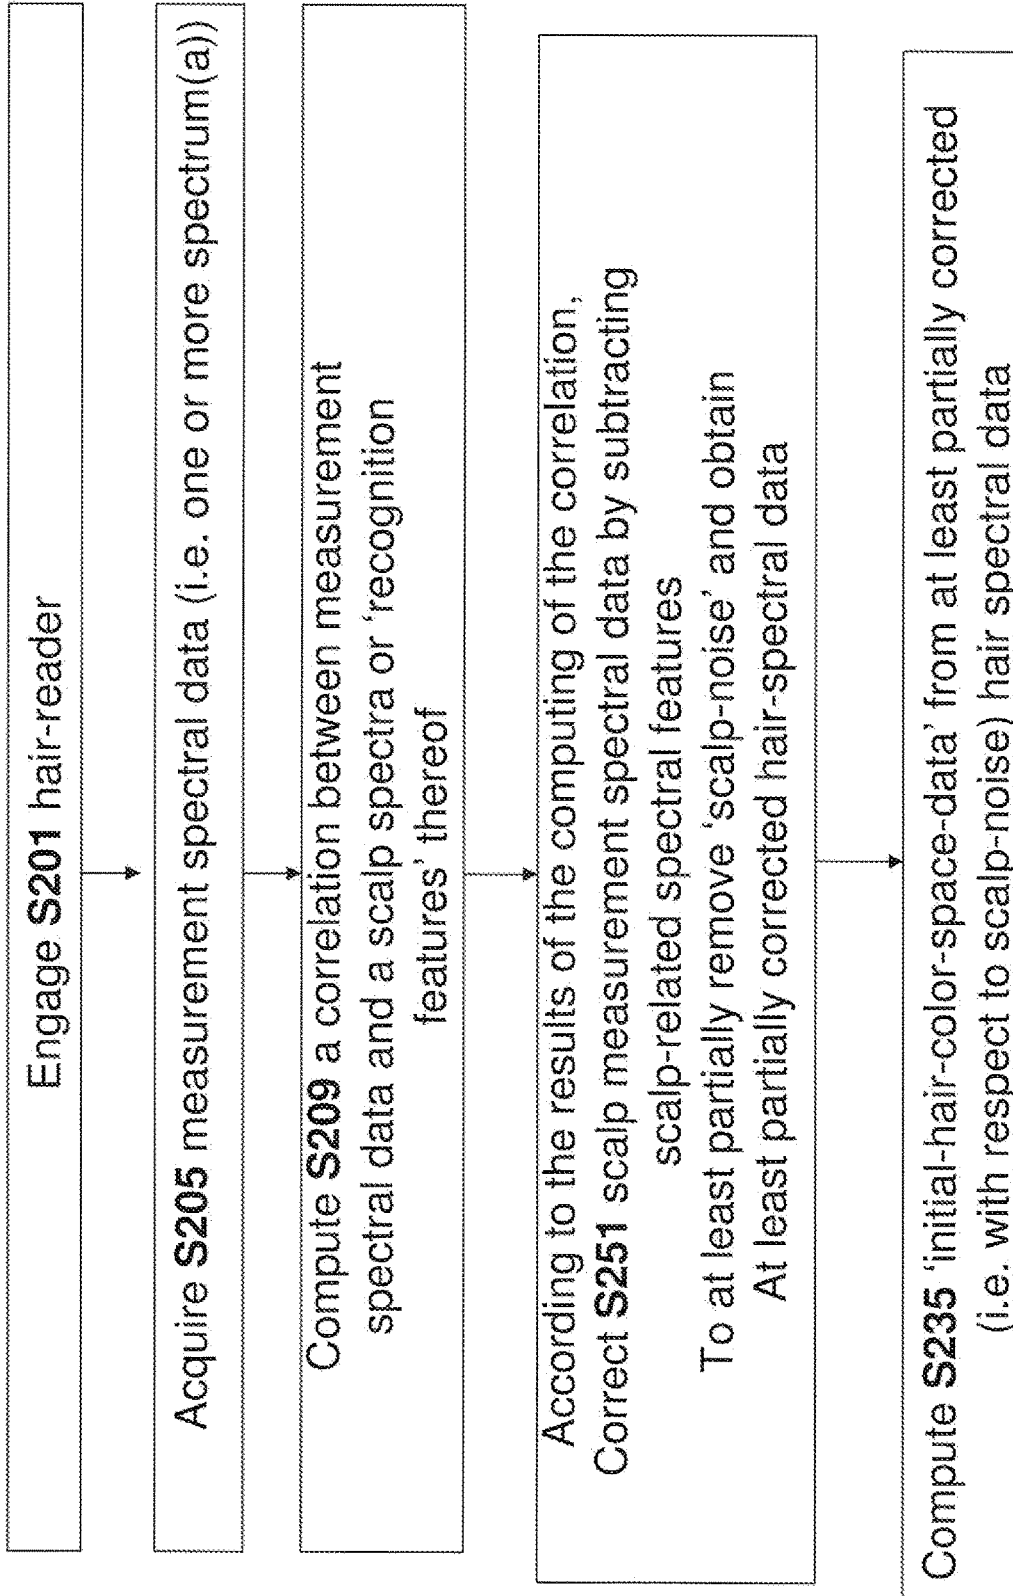 Engage S201 hair-reader
Acquire S205 measurement spectral data (i.e. one or more spectrum(a))
Compute S209 a correlation between measurement
spectral data and a scalp spectra or 'recognition
features' thereof
According to the results of the computing of the correlation,
Correct S251 scalp measurement spectral data by subtracting
scalp-related spectral features
To at least partially remove 'scalp-noise' and obtain
At least partially corrected hair-spectral data
Compute S235 'initial-hair-color-space-data' from at least partially corrected
(i.e. with respect to scalp-noise) hair spectral data